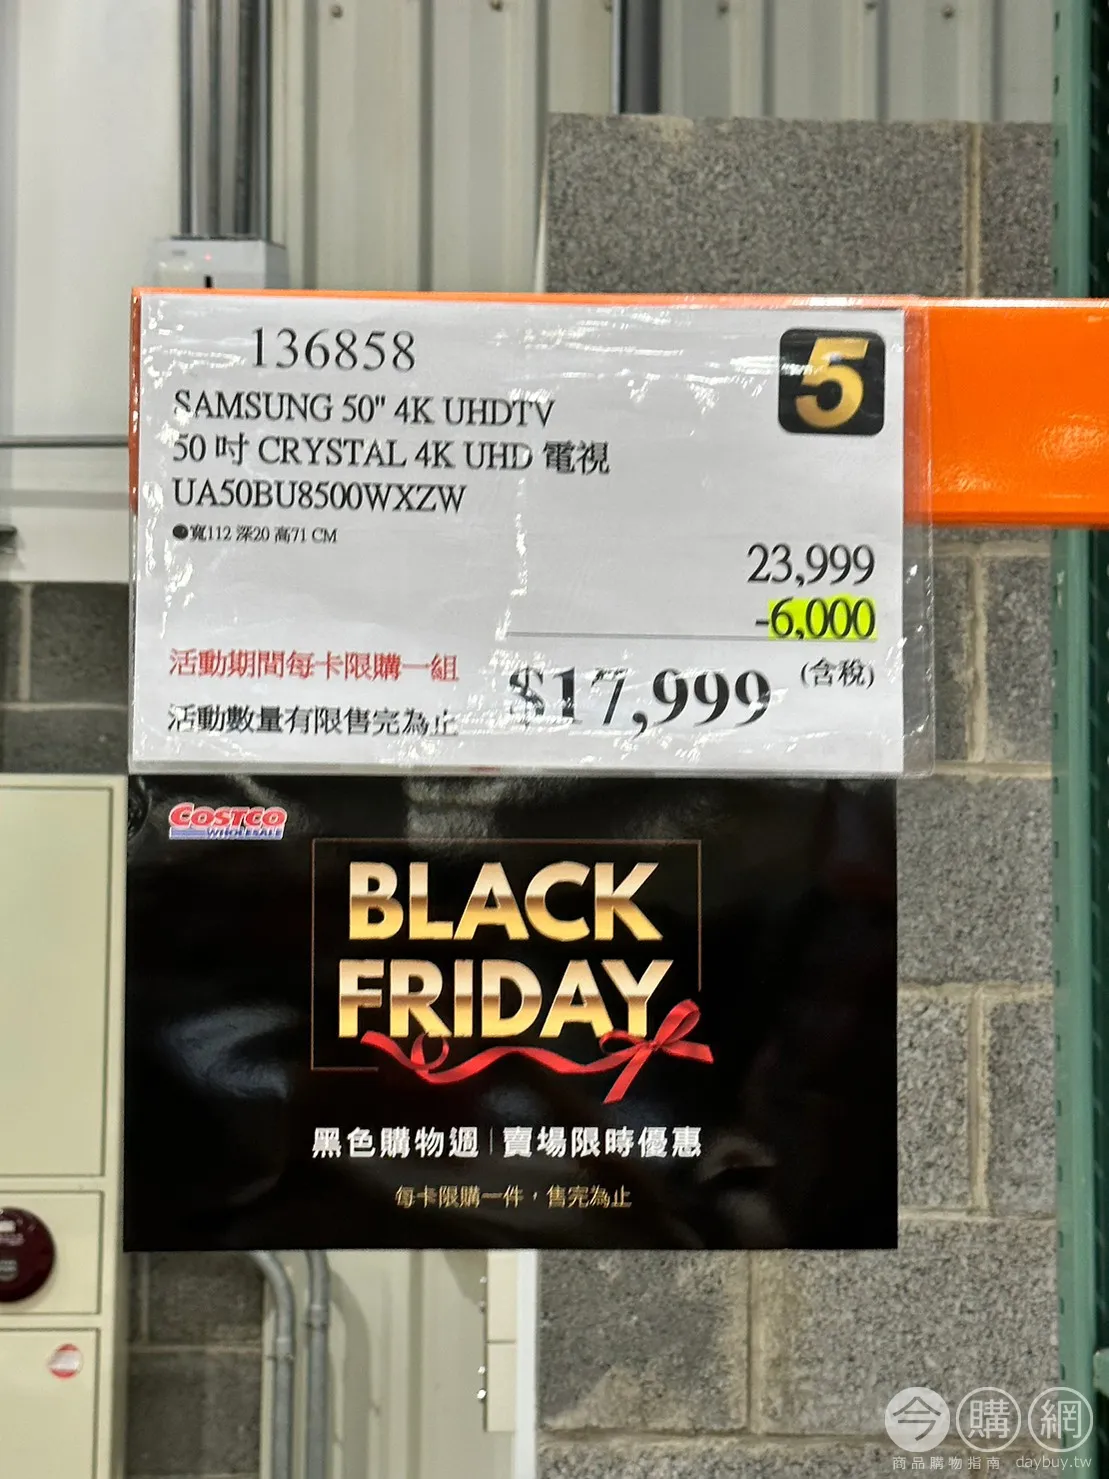 136858
5
SAMSUNG 50" 4K UHDTV
50 吋 CRYSTAL 4K UHD 電視
UA50BU8500WXZW
●寬112 深20 高71 CM
23,999
-6,000
活動期間每卡限購一組
$17,999 (含稅)
活動數量有限售完為止
COSTCO
WHOLESALE
BLACK
FRIDAY
黑色購物週 | 賣場限時優惠
每卡限購一件，售完為止
今購網
商品購物指南 daybuy.tw